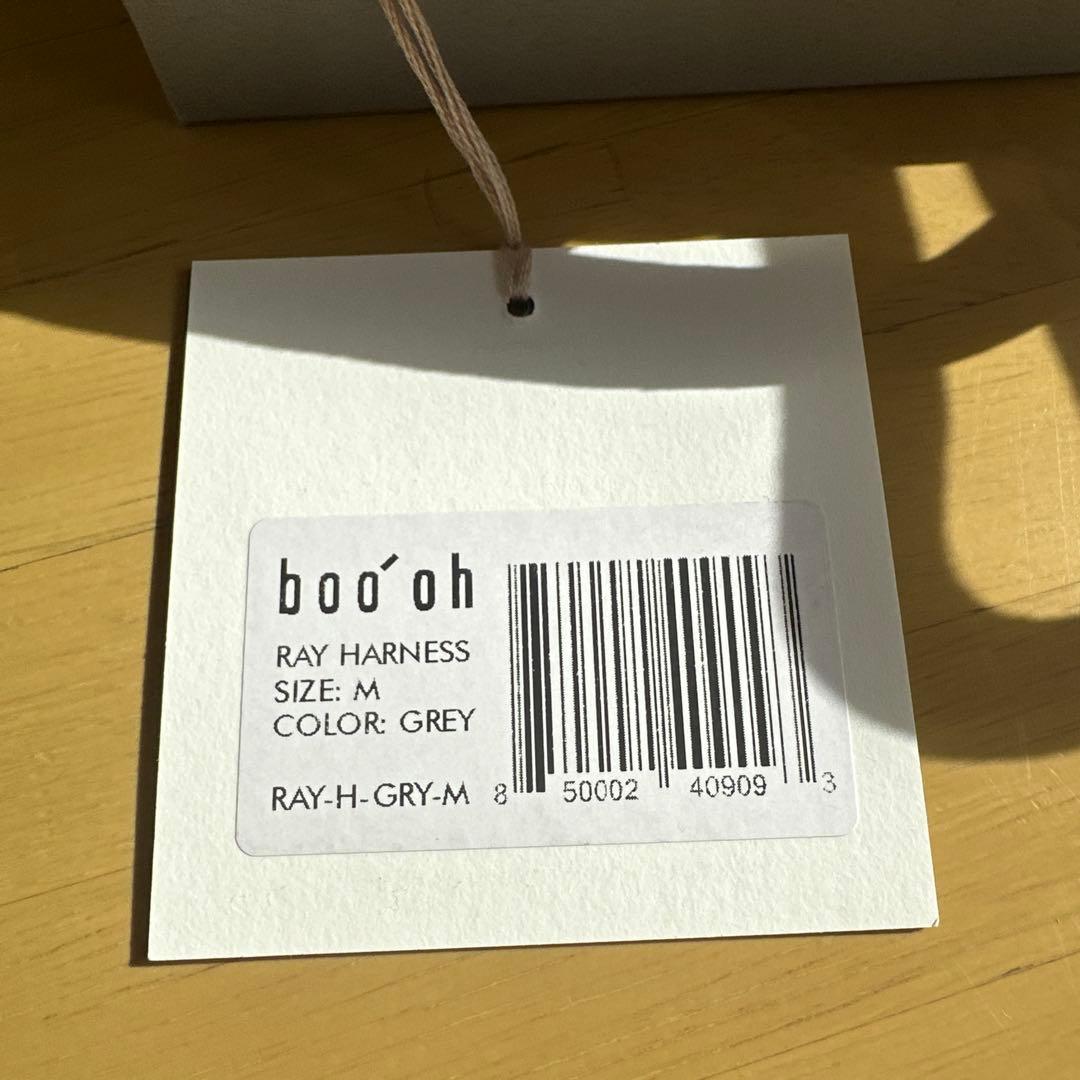 boo´oh
RAY HARNESS
SIZE: M
COLOR: GREY
RAY-H-GRY-M
8 50002 40909 3